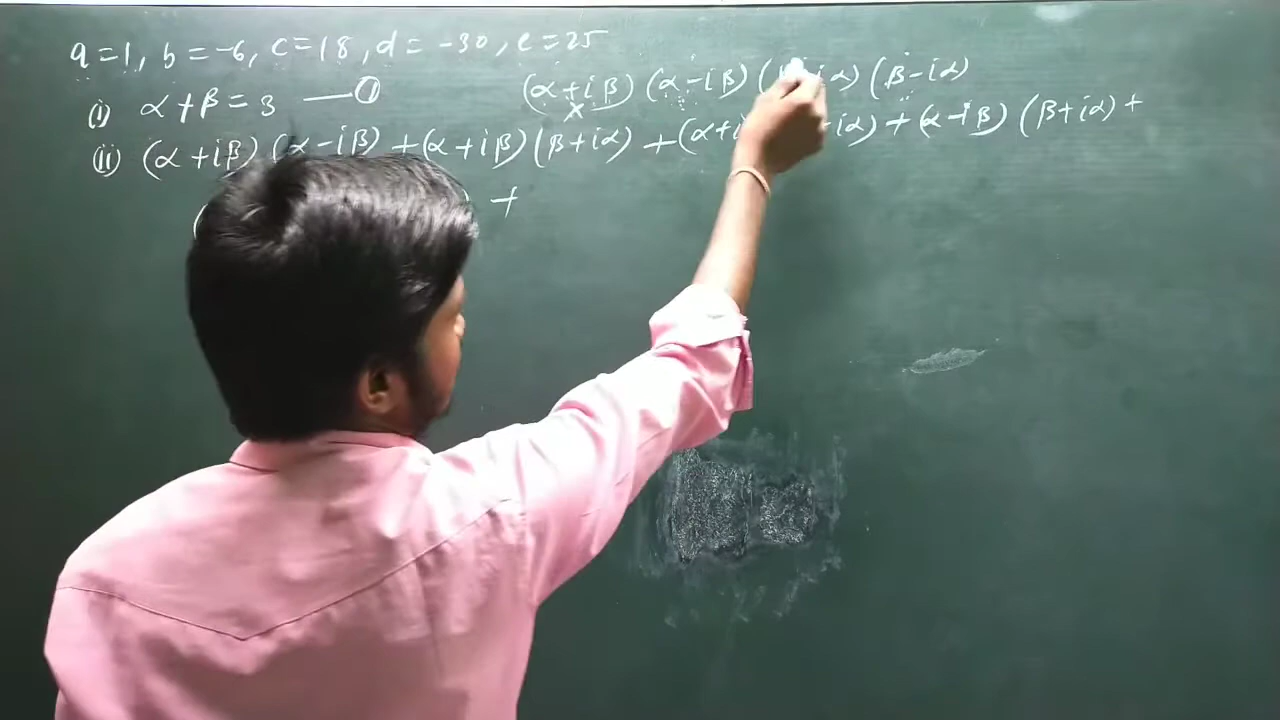 a=1, b=-6, c=18, d=-30, e=25
(α+iβ) (α-iβ) ( iα) (β-iα)
(i) α+β=3 —— ①
×
(ii) (α+iβ) (α-iβ) +(α+iβ)(β+iα) +(α+i iα)+(α-iβ) (β+iα)+
+